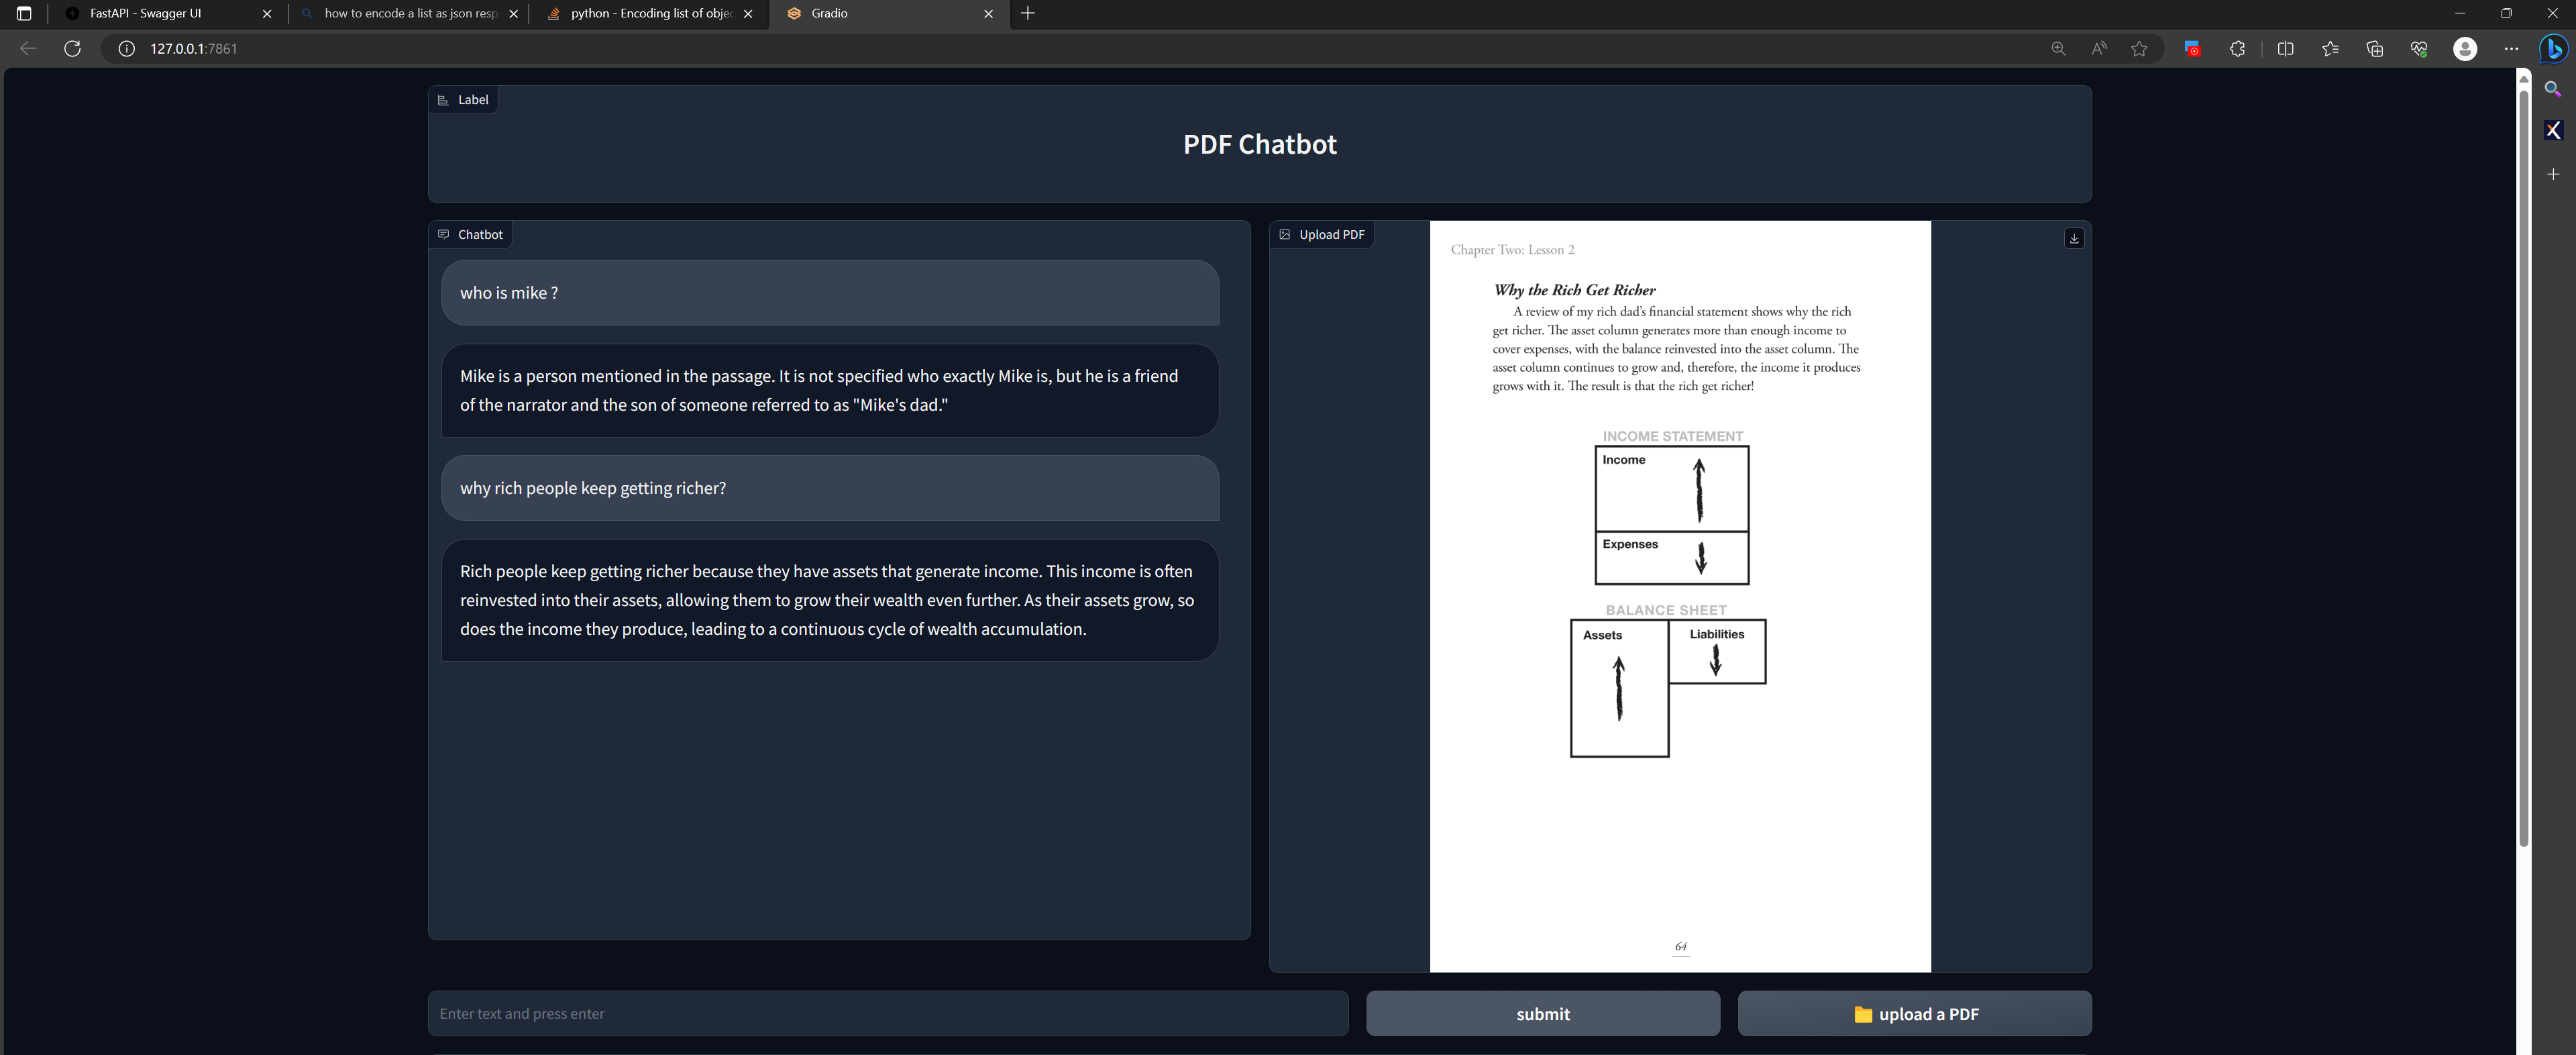 FastAPI - Swagger UI
how to encode a list as json resp
python - Encoding list of objec
Gradio
127.0.0.1:7861
Label
PDF Chatbot
Chatbot
who is mike ?
Mike is a person mentioned in the passage. It is not specified who exactly Mike is, but he is a friend
of the narrator and the son of someone referred to as "Mike's dad."
why rich people keep getting richer?
Rich people keep getting richer because they have assets that generate income. This income is often
reinvested into their assets, allowing them to grow their wealth even further. As their assets grow, so
does the income they produce, leading to a continuous cycle of wealth accumulation.
Upload PDF
Chapter Two: Lesson 2
Why the Rich Get Richer
A review of my rich dad's financial statement shows why the rich
get richer. The asset column generates more than enough income to
cover expenses, with the balance reinvested into the asset column. The
asset column continues to grow and, therefore, the income it produces
grows with it. The result is that the rich get richer!
INCOME STATEMENT
Income
Expenses
BALANCE SHEET
Assets
Liabilities
64
Enter text and press enter
submit
upload a PDF